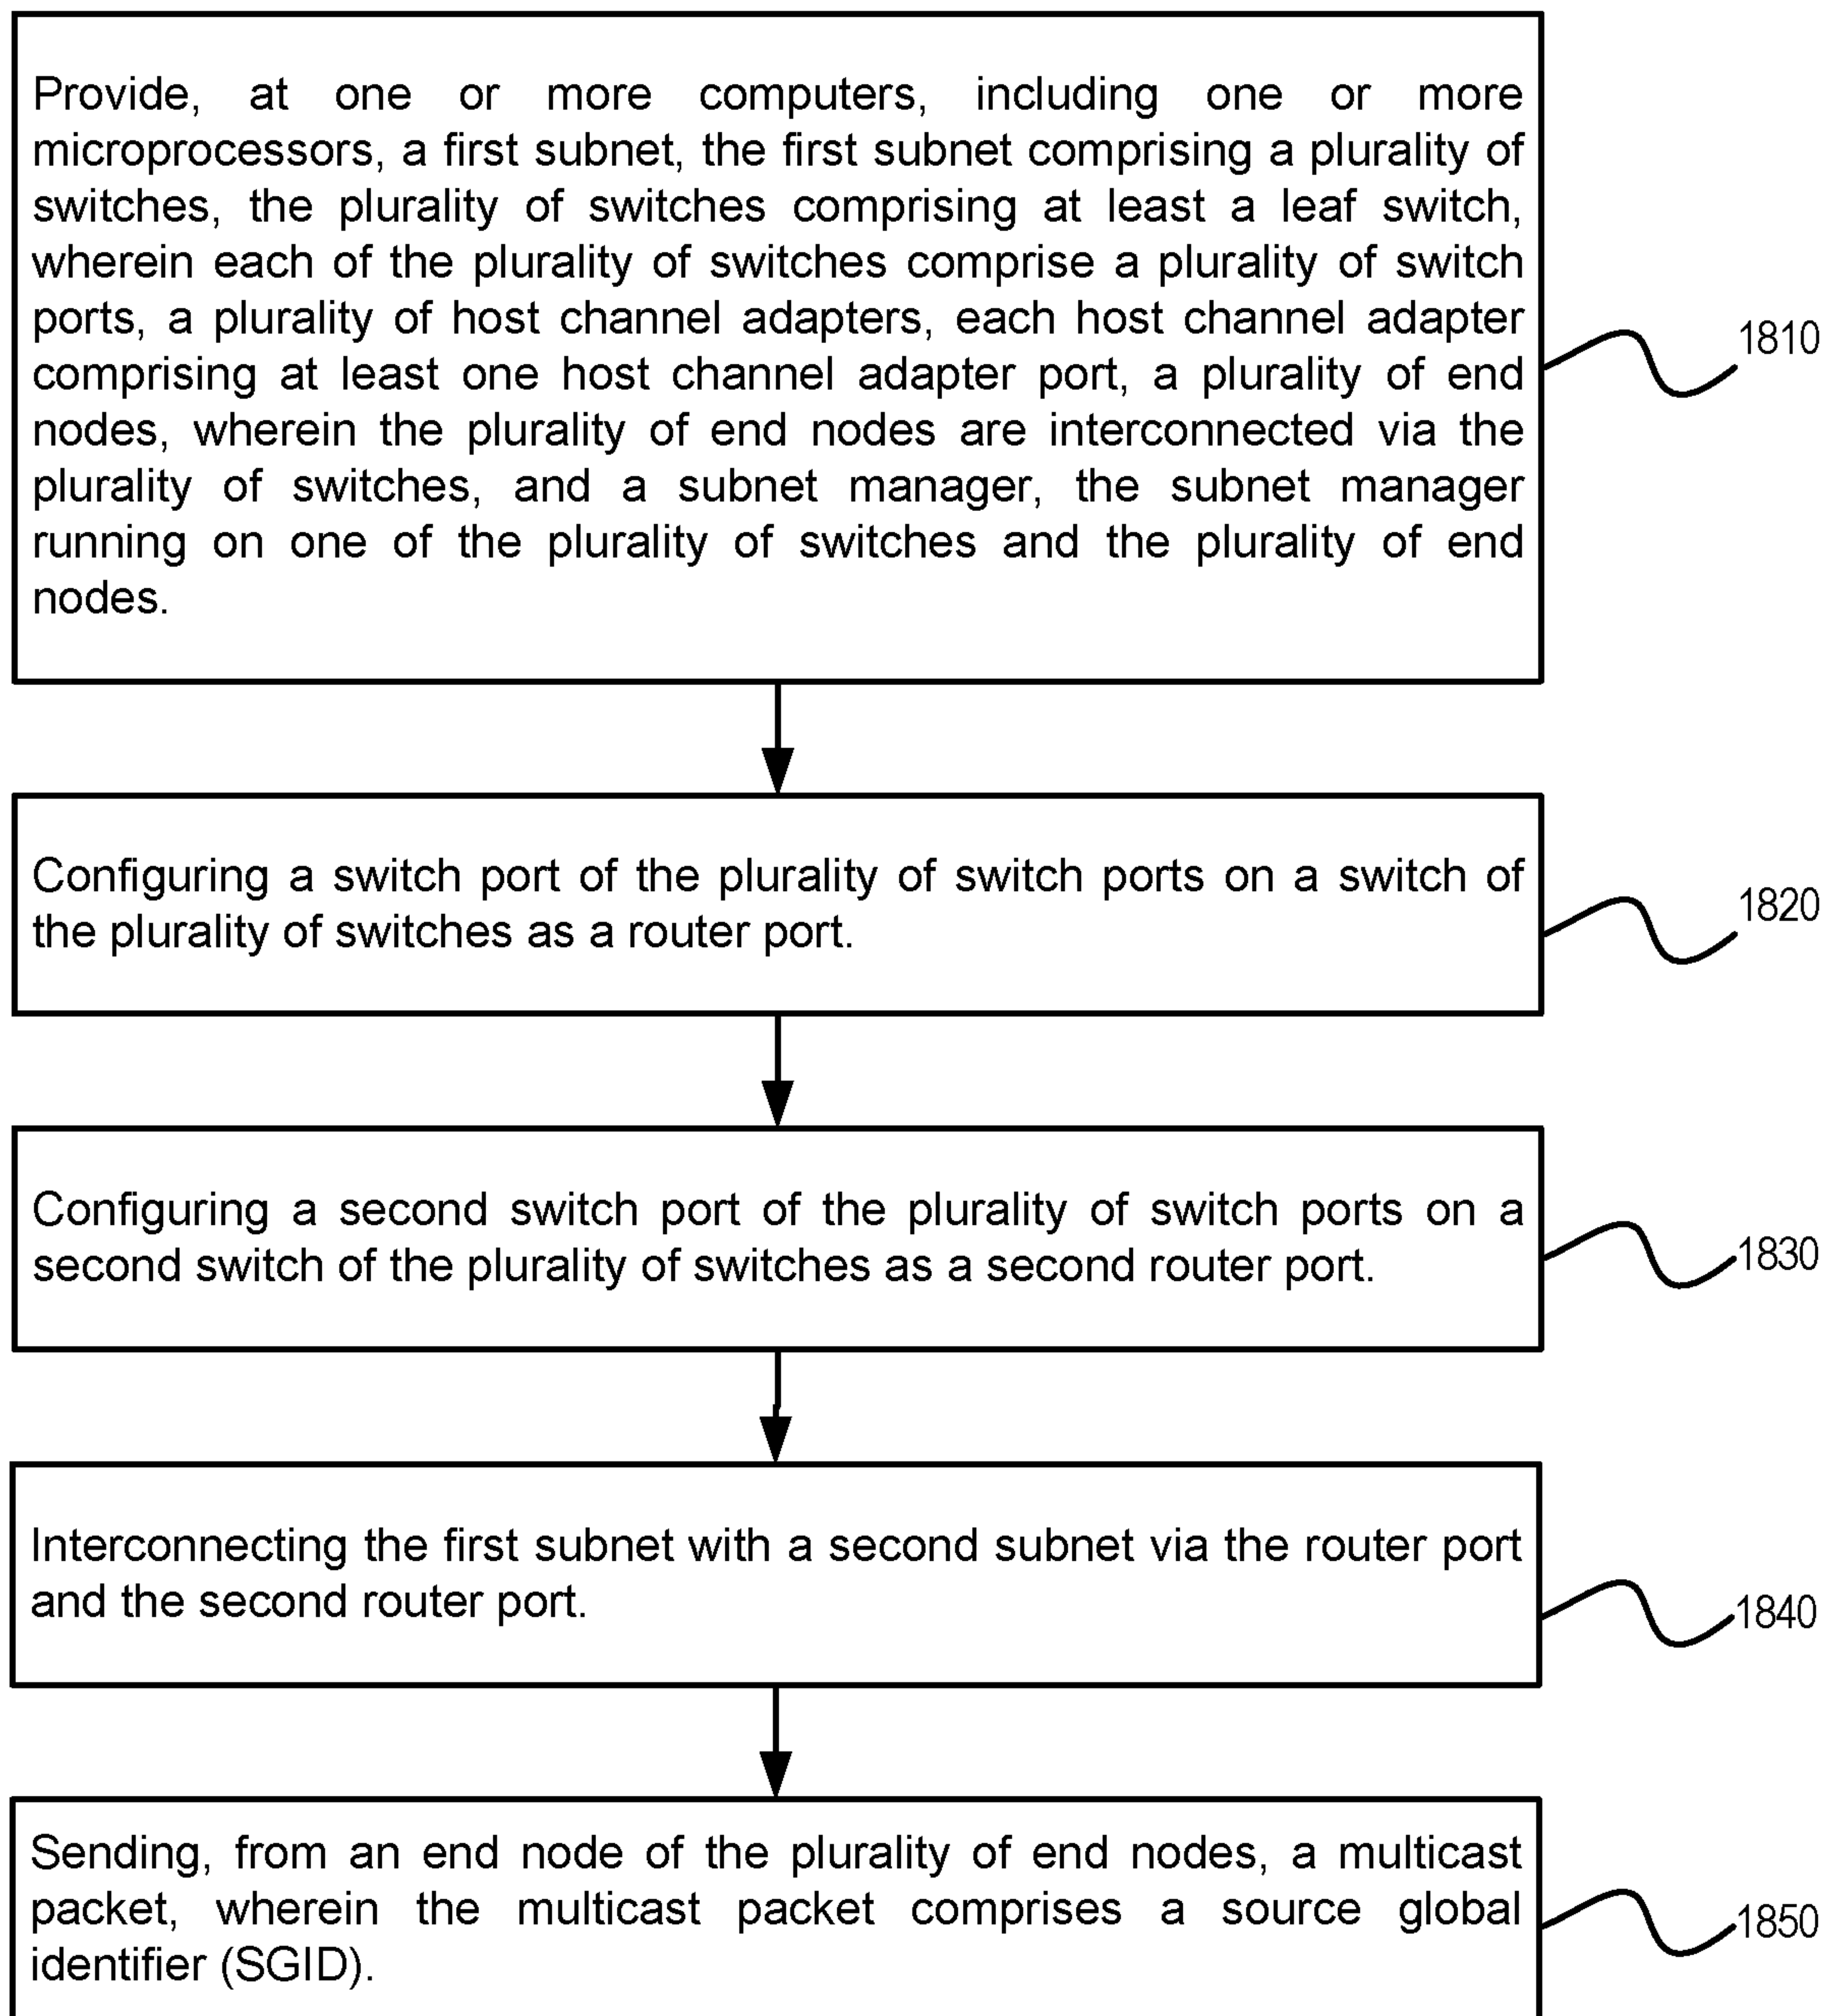 Provide, at one or more computers, including one or more
microprocessors, a first subnet, the first subnet comprising a plurality of
switches, the plurality of switches comprising at least a leaf switch,
wherein each of the plurality of switches comprise a plurality of switch
ports, a plurality of host channel adapters, each host channel adapter
comprising at least one host channel adapter port, a plurality of end
nodes, wherein the plurality of end nodes are interconnected via the
plurality of switches, and a subnet manager, the subnet manager
running on one of the plurality of switches and the plurality of end
nodes.
1810
Configuring a switch port of the plurality of switch ports on a switch of
the plurality of switches as a router port.
1820
Configuring a second switch port of the plurality of switch ports on a
second switch of the plurality of switches as a second router port.
1830
Interconnecting the first subnet with a second subnet via the router port
and the second router port.
1840
Sending, from an end node of the plurality of end nodes, a multicast
packet, wherein the multicast packet comprises a source global
identifier (SGID).
1850